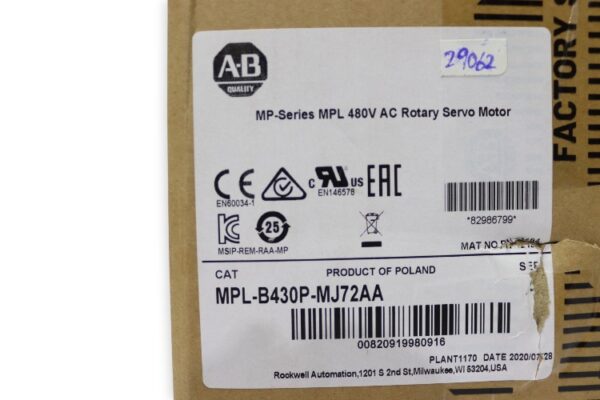 A-B
QUALITY
29062
FACTORY S
MP-Series MPL 480V AC Rotary Servo Motor
CE
EN60034-1
c RU US
EN146578
EAC
*82986799*
25
MSIP-REM-RAA-MP
MAT NO.
CAT
PRODUCT OF POLAND
SE
MPL-B430P-MJ72AA
00820919980916
PLANT1170 DATE 2020/07/28
Rockwell Automation,1201 S 2nd St,Milwaukee,WI 53204,USA